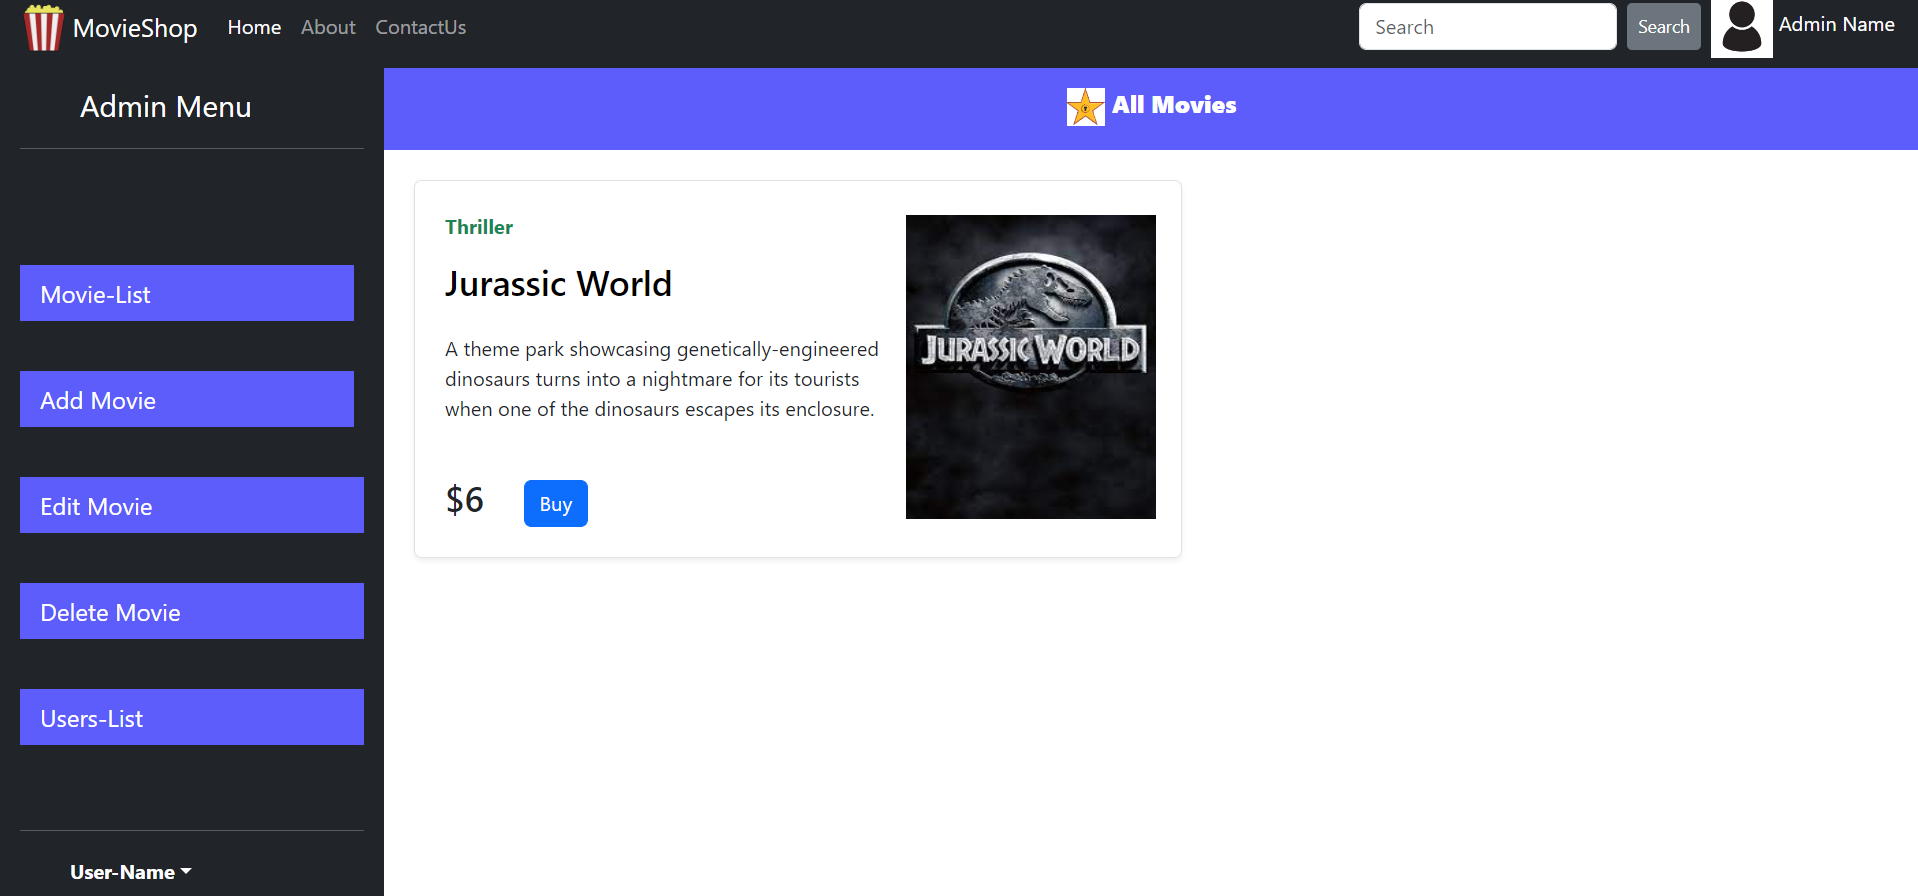 MovieShop
Home
About
ContactUs
Search
Search
Admin Name
Admin Menu
Movie-List
Add Movie
Edit Movie
Delete Movie
Users-List
User-Name
All Movies
Thriller
Jurassic World
A theme park showcasing genetically-engineered
dinosaurs turns into a nightmare for its tourists
when one of the dinosaurs escapes its enclosure.
$6
Buy
JURASSIC WORLD